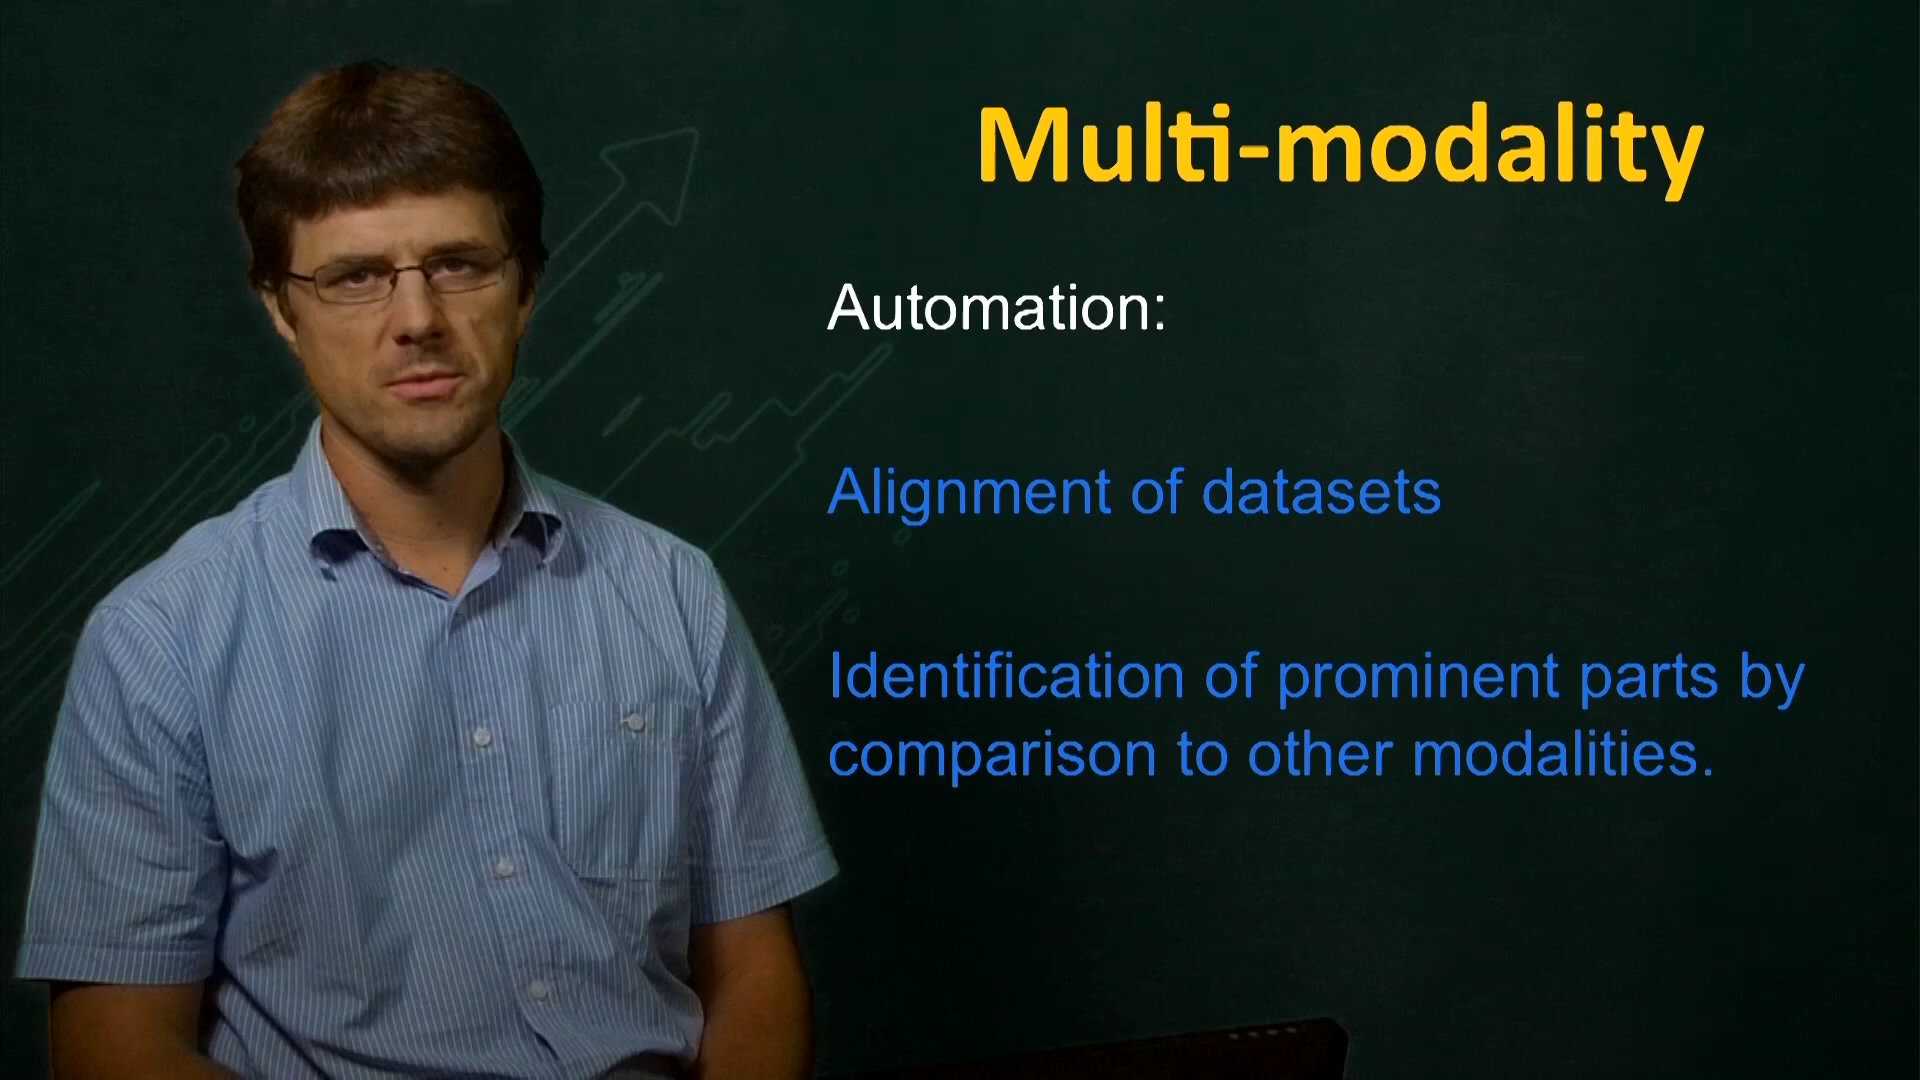 Multi-modality
Automation:
Alignment of datasets
Identification of prominent parts by
comparison to other modalities.